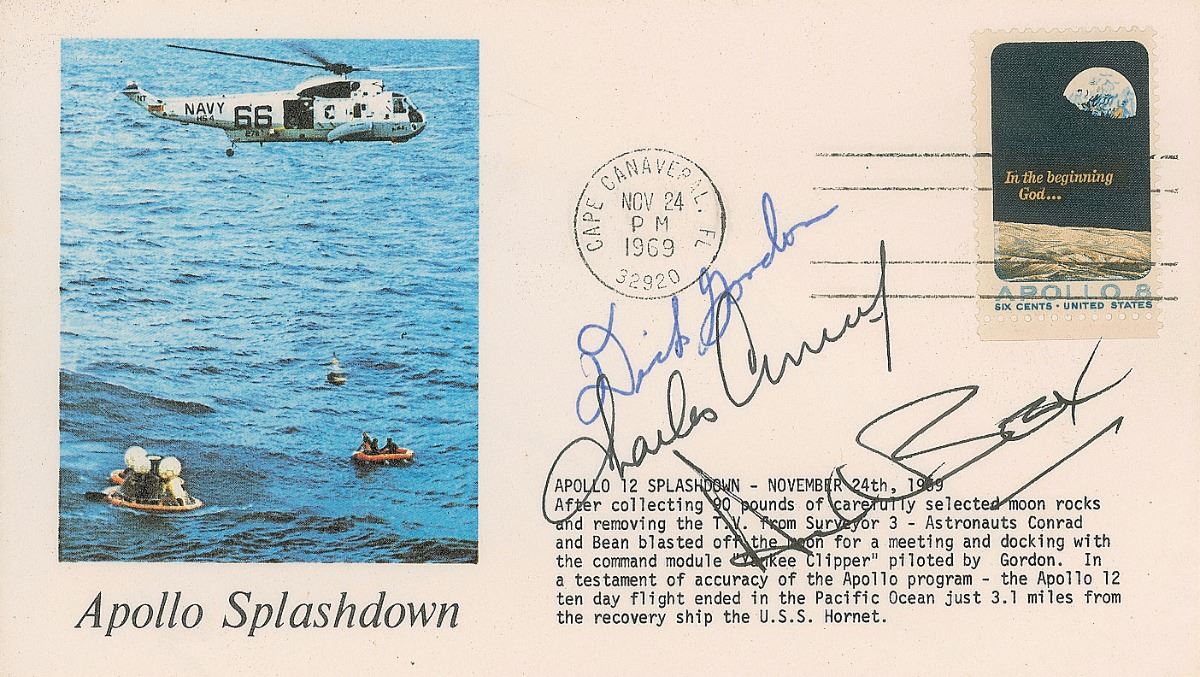 NAVY
66
NT
Apollo Splashdown
CAPE CANAVERAL, FL
NOV 24
PM
1969
32920
In the beginning
God...
APOLLO 8
SIX CENTS · UNITED STATES
Dick Gordon
Charles Conrad
Alan Bean
APOLLO 12 SPLASHDOWN - NOVEMBER 24th, 1969
After collecting 90 pounds of carefully selected moon rocks
and removing the T.V. from Surveyor 3 - Astronauts Conrad
and Bean blasted off the moon for a meeting and docking with
the command module "Yankee Clipper" piloted by Gordon. In
a testament of accuracy of the Apollo program - the Apollo 12
ten day flight ended in the Pacific Ocean just 3.1 miles from
the recovery ship the U.S.S. Hornet.